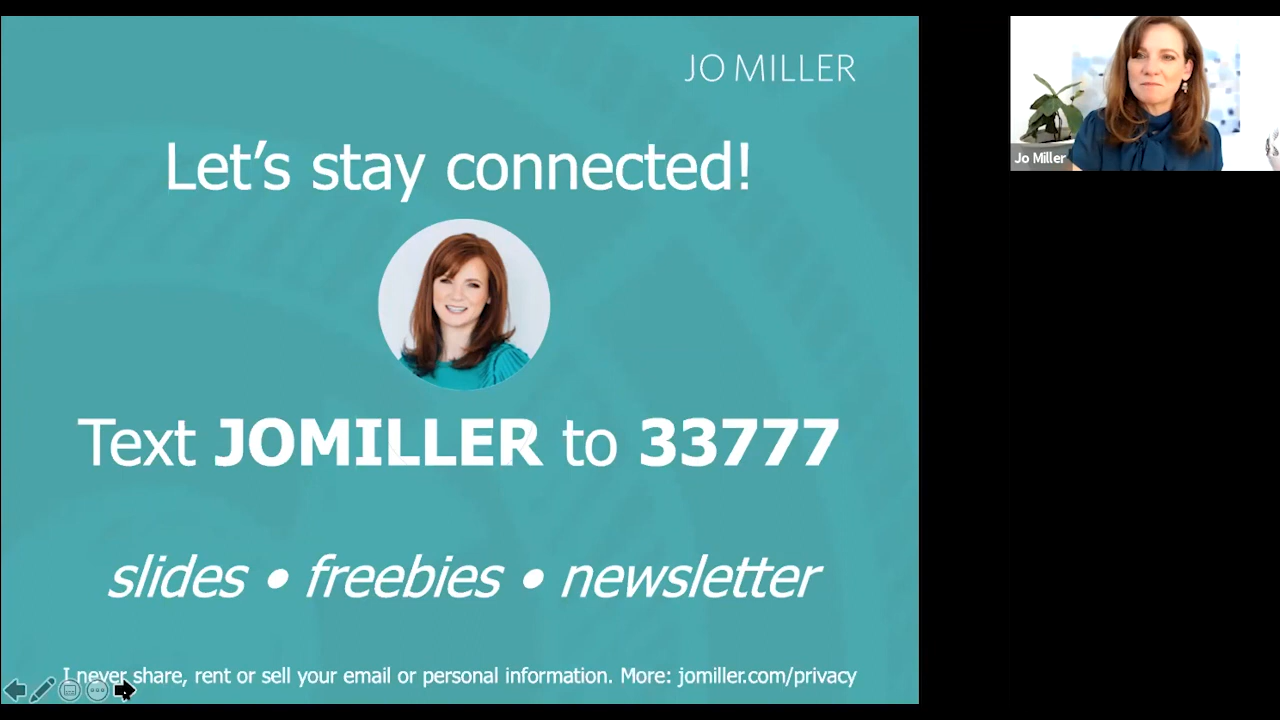 JO MILLER
Let’s stay connected!
Text JOMILLER to 33777
slides • freebies • newsletter
I never share, rent or sell your email or personal information. More: jomiller.com/privacy
Jo Miller